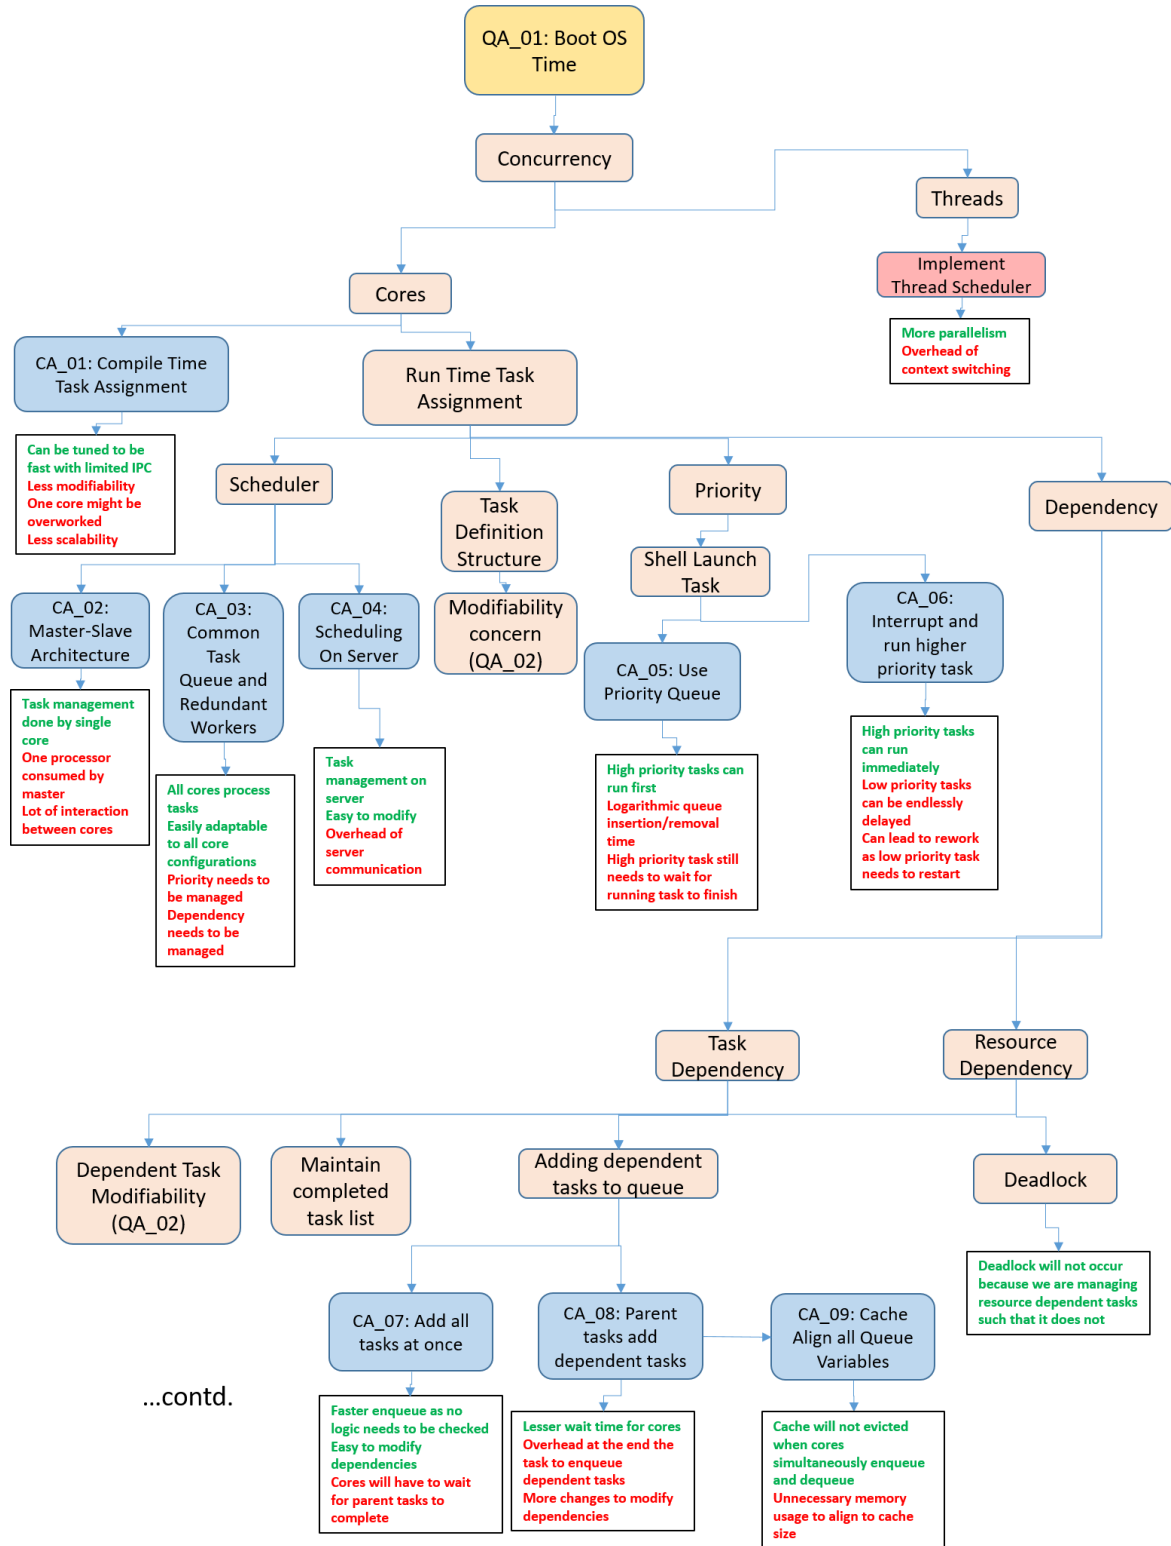 QA_01: Boot OS
Time
Concurrency
Threads
Implement
Thread Scheduler
More parallelism
Overhead of
context switching
Cores
CA_01: Compile Time
Task Assignment
Can be tuned to be
fast with limited IPC
Less modifiability
One core might be
overworked
Less scalability
Run Time Task
Assignment
Scheduler
Task
Definition
Structure
Priority
Dependency
Modifiability
concern
(QA_02)
Shell Launch
Task
CA_02:
Master-Slave
Architecture
Task management
done by single
core
One processor
consumed by
master
Lot of interaction
between cores
CA_03:
Common
Task
Queue and
Redundant
Workers
All cores process
tasks
Easily adaptable
to all core
configurations
Priority needs to
be managed
Dependency
needs to be
managed
CA_04:
Scheduling
On Server
Task
management on
server
Easy to modify
Overhead of
server
communication
CA_05: Use
Priority Queue
High priority tasks can
run first
Logarithmic queue
insertion/removal
time
High priority task still
needs to wait for
running task to finish
CA_06:
Interrupt and
run higher
priority task
High priority tasks
can run
immediately
Low priority tasks
can be endlessly
delayed
Can lead to rework
as low priority task
needs to restart
Task
Dependency
Resource
Dependency
Dependent Task
Modifiability
(QA_02)
Maintain
completed
task list
Adding dependent
tasks to queue
Deadlock
Deadlock will not occur
because we are managing
resource dependent tasks
such that it does not
CA_07: Add all
tasks at once
Faster enqueue as no
logic needs to be checked
Easy to modify
dependencies
Cores will have to wait
for parent tasks to
complete
CA_08: Parent
tasks add
dependent tasks
Lesser wait time for cores
Overhead at the end the
task to enqueue
dependent tasks
More changes to modify
dependencies
CA_09: Cache
Align all Queue
Variables
Cache will not evicted
when cores
simultaneously enqueue
and dequeue
Unnecessary memory
usage to align to cache
size
...contd.